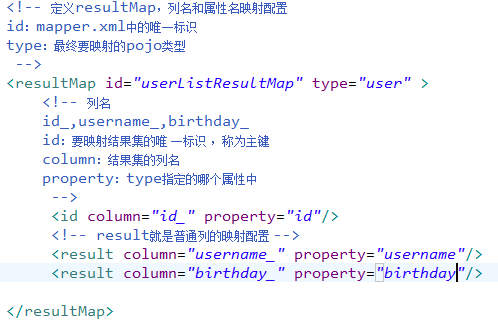 <!-- 定义resultMap，列名和属性名映射配置
id：mapper.xml中的唯一标识
type：最终要映射的pojo类型
-->
<resultMap id="userListResultMap" type="user" >
<!-- 列名
id_,username_,birthday_
id：要映射结果集的唯 一标识 ，称为主键
column：结果集的列名
property：type指定的哪个属性中
-->
<id column="id_" property="id"/>
<!-- result就是普通列的映射配置 -->
<result column="username_" property="username"/>
<result column="birthday_" property="birthday"/>
</resultMap>